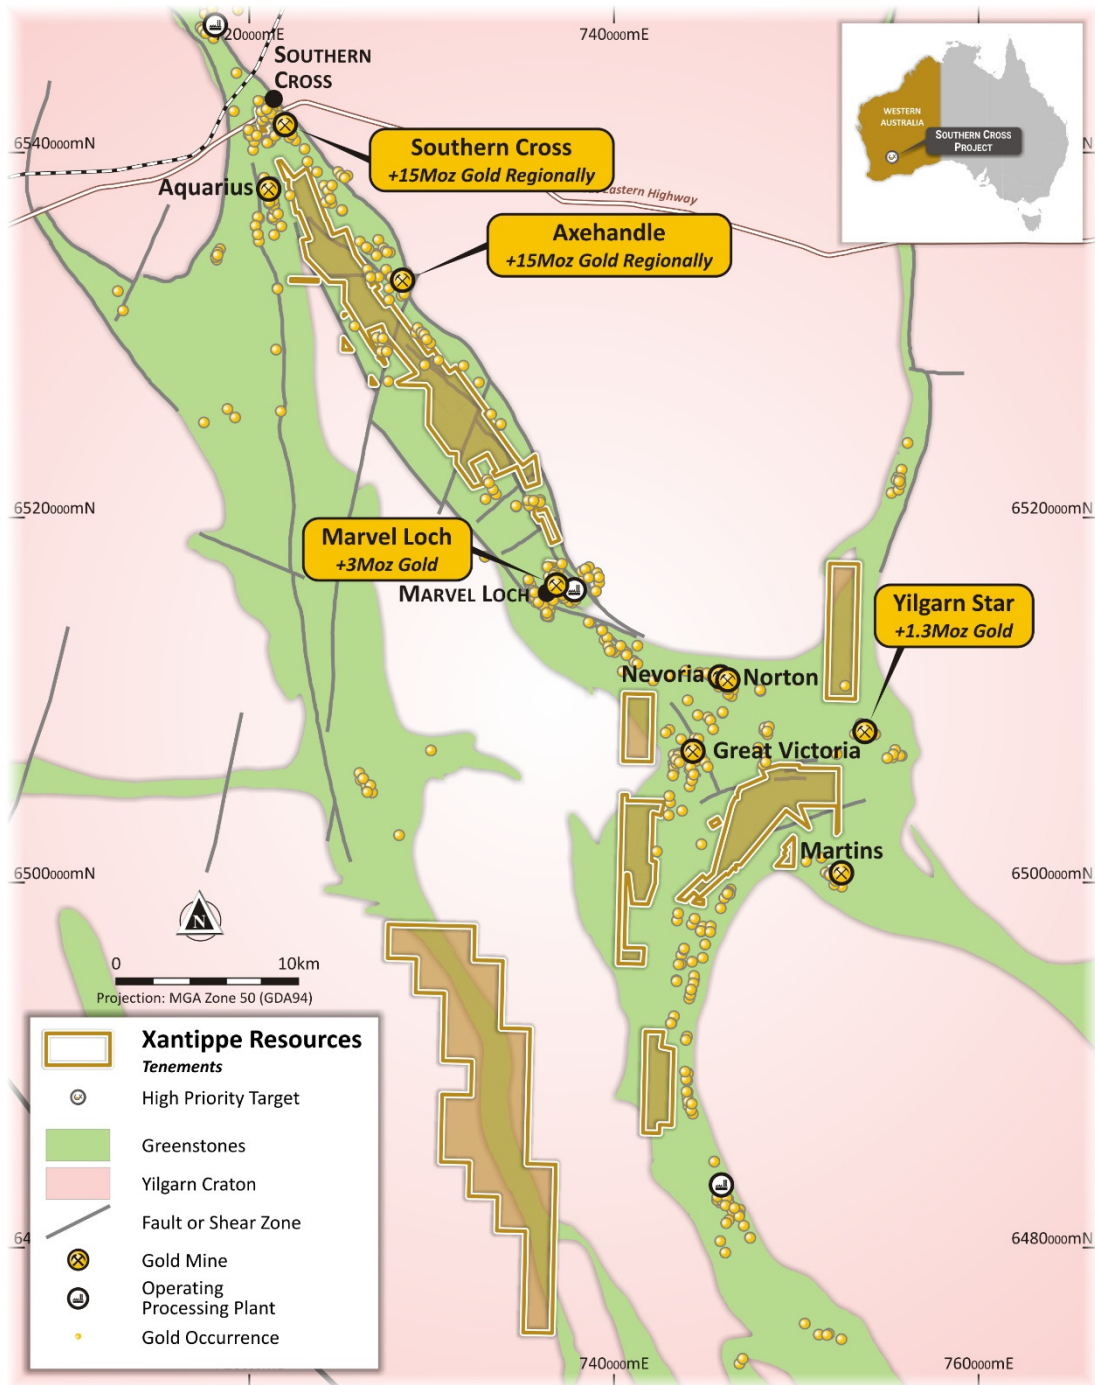 20000mE
740000mE
SOUTHERN
CROSS
WESTERN
AUSTRALIA
SOUTHERN CROSS
PROJECT
6540000mN
Southern Cross
+15Moz Gold Regionally
Aquarius
Eastern Highway
Axehandle
+15Moz Gold Regionally
6520000mN
6520000mN
Marvel Loch
+3Moz Gold
MARVEL LOCH
Yilgarn Star
+1.3Moz Gold
Nevoria
Norton
Great Victoria
Martins
6500000mN
6500000mN
N
0
10km
Projection: MGA Zone 50 (GDA94)
Xantippe Resources
Tenements
High Priority Target
Greenstones
Yilgarn Craton
Fault or Shear Zone
Gold Mine
Operating
Processing Plant
Gold Occurrence
6480000mN
740000mE
760000mE